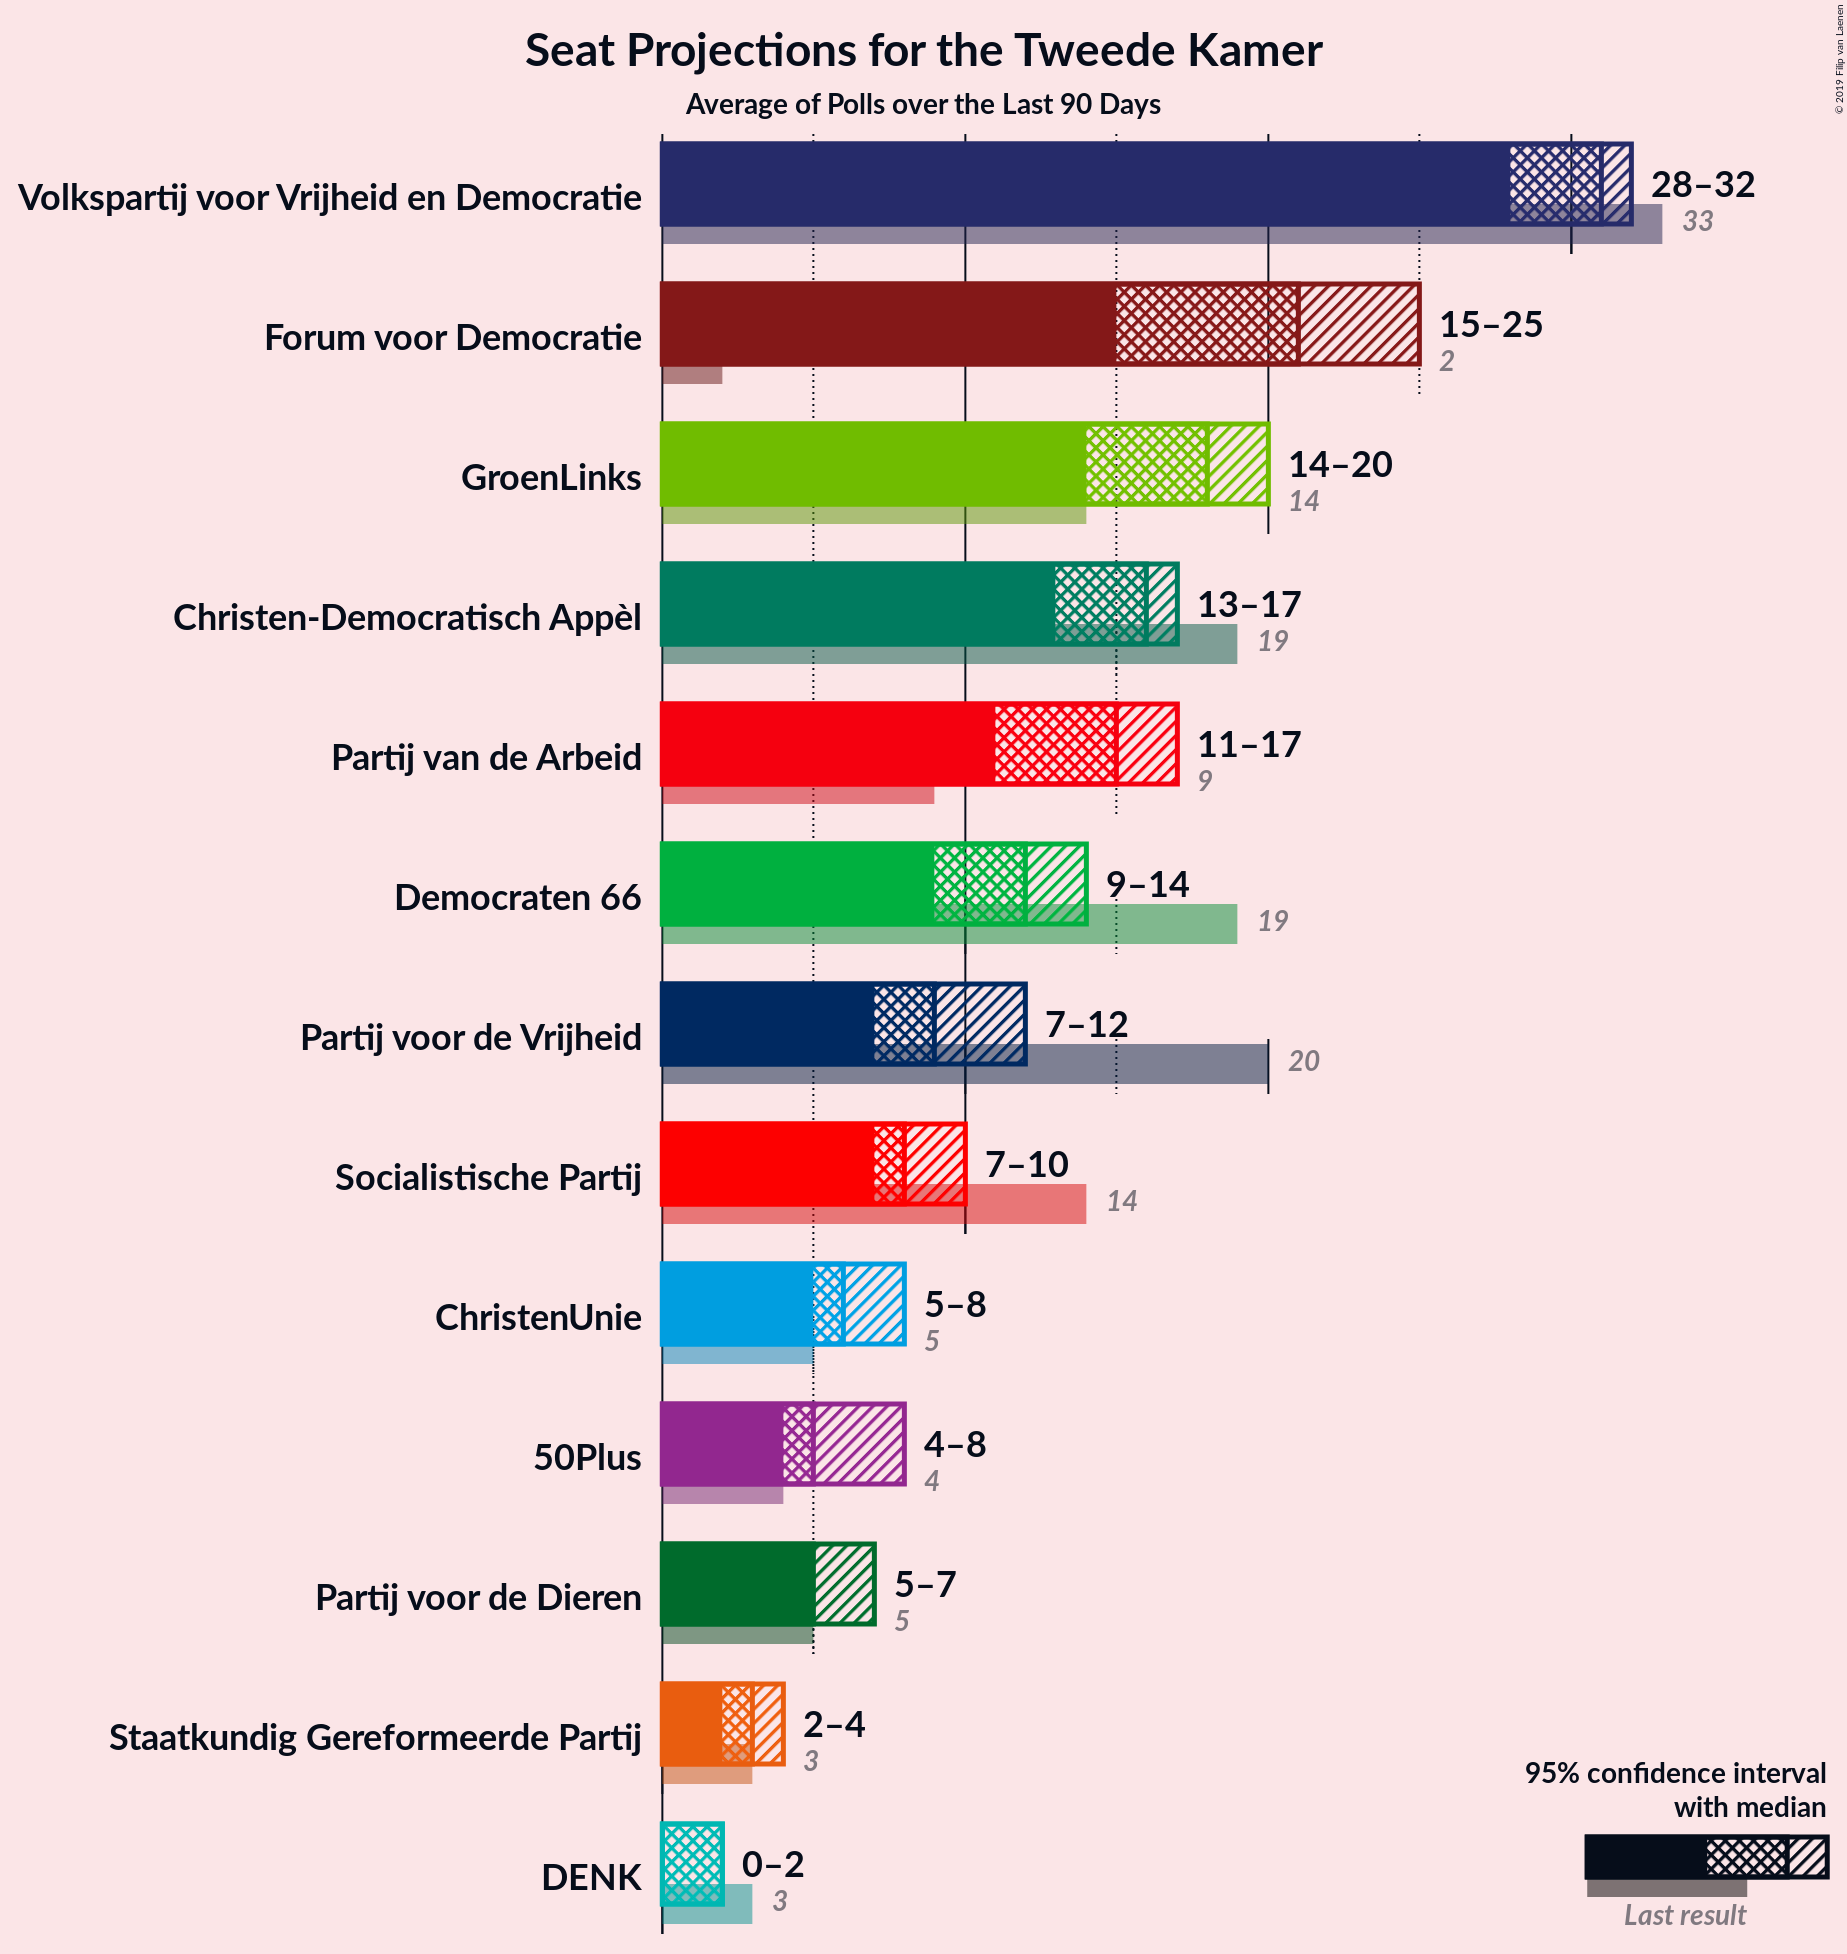 Seat Projections for the Tweede Kamer
Average of Polls over the Last 90 Days
© 2019 Filip van Laenen
Volkspartij voor Vrijheid en Democratie
28–32
33
Forum voor Democratie
15–25
2
GroenLinks
14–20
14
Christen-Democratisch Appèl
13–17
19
Partij van de Arbeid
11–17
9
Democraten 66
9–14
19
Partij voor de Vrijheid
7–12
20
Socialistische Partij
7–10
14
ChristenUnie
5–8
5
50Plus
4–8
4
Partij voor de Dieren
5–7
5
Staatkundig Gereformeerde Partij
2–4
3
DENK
0–2
3
95% confidence interval
with median
Last result